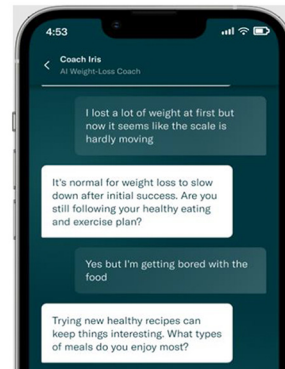 4:53
Coach Iris
AI Weight-Loss Coach
I lost a lot of weight at first but
now it seems like the scale is
hardly moving
It's normal for weight loss to slow
down after initial success. Are you
still following your healthy eating
and exercise plan?
Yes but I'm getting bored with the
food
Trying new healthy recipes can
keep things interesting. What types
of meals do you enjoy most?